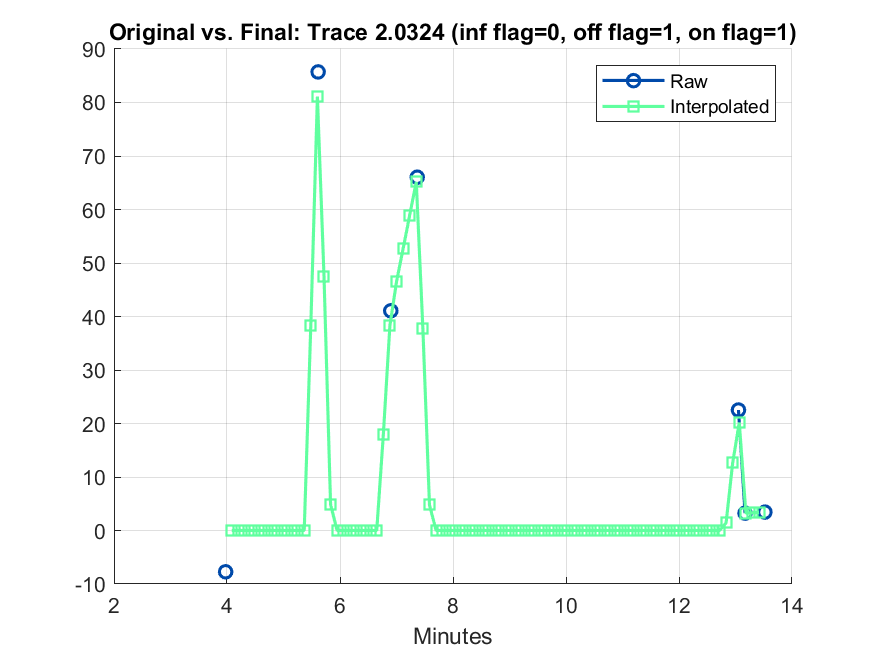 Original vs. Final: Trace 2.0324 (inf flag=0, off flag=1, on flag=1)
90
80
70
60
50
40
30
20
10
0
-10
Raw
Interpolated
2 4 6 8 10 12 14
Minutes